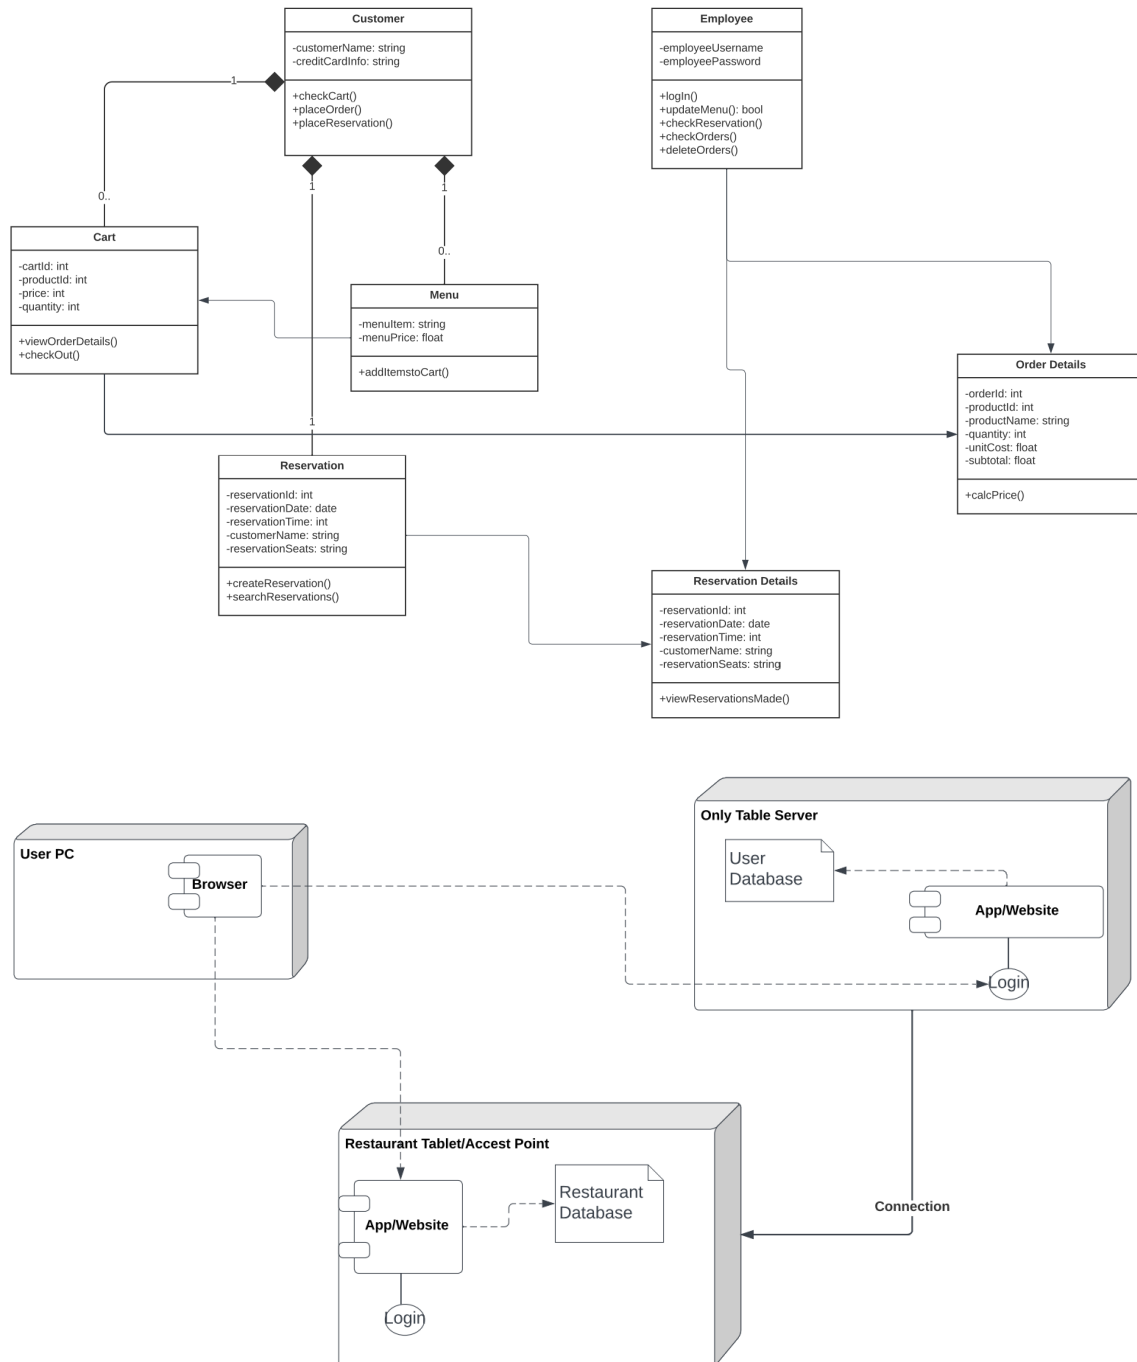 Customer
-customerName: string
-creditCardInfo: string
+checkCart()
+placeOrder()
+placeReservation()
Employee
-employeeUsername
-employeePassword
+logIn()
+updateMenu(): bool
+checkReservation()
+checkOrders()
+deleteOrders()
1
0..
1
1
0..
1
Cart
-cartId: int
-productId: int
-price: int
-quantity: int
+viewOrderDetails()
+checkOut()
Menu
-menuItem: string
-menuPrice: float
+addItemstoCart()
Order Details
-orderId: int
-productId: int
-productName: string
-quantity: int
-unitCost: float
-subtotal: float
+calcPrice()
Reservation
-reservationId: int
-reservationDate: date
-reservationTime: int
-customerName: string
-reservationSeats: string
+createReservation()
+searchReservations()
Reservation Details
-reservationId: int
-reservationDate: date
-reservationTime: int
-customerName: string
-reservationSeats: string
+viewReservationsMade()
User PC
Browser
Only Table Server
User
Database
App/Website
Login
Connection
Restaurant Tablet/Accest Point
App/Website
Restaurant
Database
Login